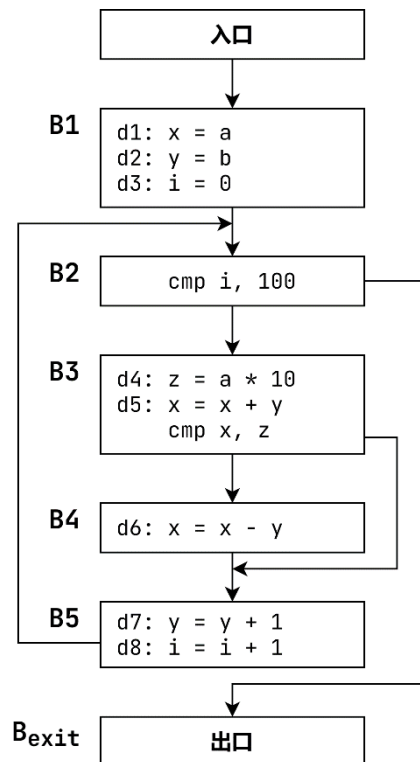 入口
B1
d1: x = a
d2: y = b
d3: i = 0
B2
cmp i, 100
B3
d4: z = a * 10
d5: x = x + y
cmp x, z
B4
d6: x = x - y
B5
d7: y = y + 1
d8: i = i + 1
Bexit
出口